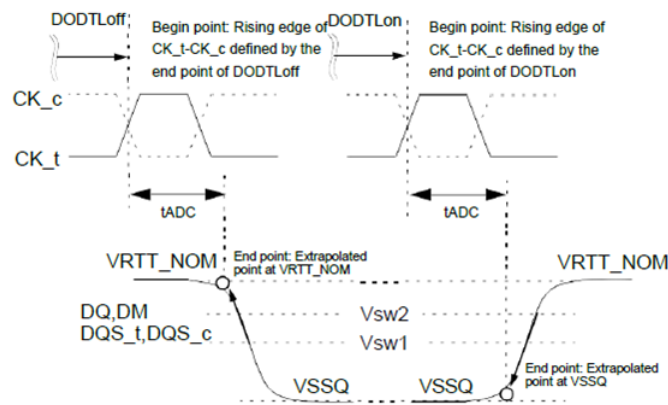 DODTLoff
Begin point: Rising edge of
CK_t-CK_c defined by the
end point of DODTLoff
DODTLon
Begin point: Rising edge of
CK_t-CK_c defined by the
end point of DODTLon
CK_c
CK_t
tADC
tADC
VRTT_NOM
End point: Extrapolated
point at VRTT_NOM
VRTT_NOM
DQ,DM
DQS_t,DQS_c
Vsw2
Vsw1
VSSQ
VSSQ
End point: Extrapolated
point at VSSQ